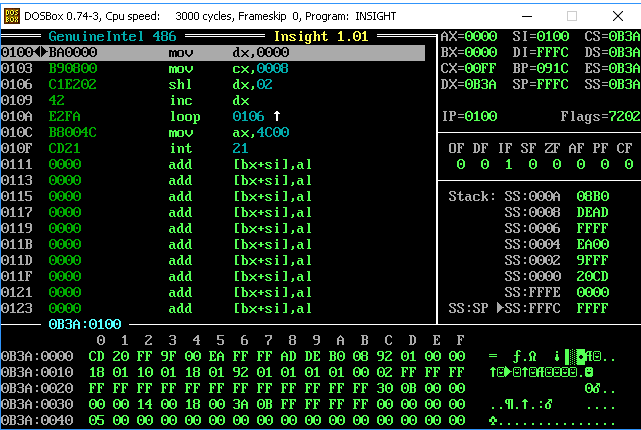 DOSBox 0.74-3, Cpu speed: 3000 cycles, Frameskip 0, Program: INSIGHT
GenuineIntel 486 Insight 1.01
AX=0000 SI=0100 CS=0B3A
0100 BA0000 mov dx,0000
BX=0000 DI=FFFC DS=0B3A
0103 B90800 mov cx,0008
CX=00FF BP=091C ES=0B3A
0106 C1E202 shl dx,02
DX=0B3A SP=FFFC SS=0B3A
0109 42 inc dx
010A E2FA loop 0106 ↑
IP=0100 Flags=7202
010C B8004C mov ax,4C00
010F CD21 int 21
OF DF IF SF ZF AF PF CF
0111 0000 add [bx+si],al
0 0 1 0 0 0 0 0
0113 0000 add [bx+si],al
0115 0000 add [bx+si],al
Stack: SS:000A 08B0
0117 0000 add [bx+si],al
SS:0008 DEAD
0119 0000 add [bx+si],al
SS:0006 FFFF
011B 0000 add [bx+si],al
SS:0004 EA00
011D 0000 add [bx+si],al
SS:0002 9FFF
011F 0000 add [bx+si],al
SS:0000 20CD
0121 0000 add [bx+si],al
SS:FFFE 0000
0123 0000 add [bx+si],al
SS:SP SS:FFFC FFFF
0B3A:0100
0 1 2 3 4 5 6 7 8 9 A B C D E F
0B3A:0000 CD 20 FF 9F 00 EA FF FF AD DE B0 08 92 01 00 00
0B3A:0010 18 01 10 01 18 01 92 01 01 01 01 00 02 FF FF FF
0B3A:0020 FF FF FF FF FF FF FF FF FF FF FF FF 30 0B 00 00
0B3A:0030 00 00 14 00 18 00 3A 0B FF FF FF FF 00 00 00 00
0B3A:0040 05 00 00 00 00 00 00 00 00 00 00 00 00 00 00 00